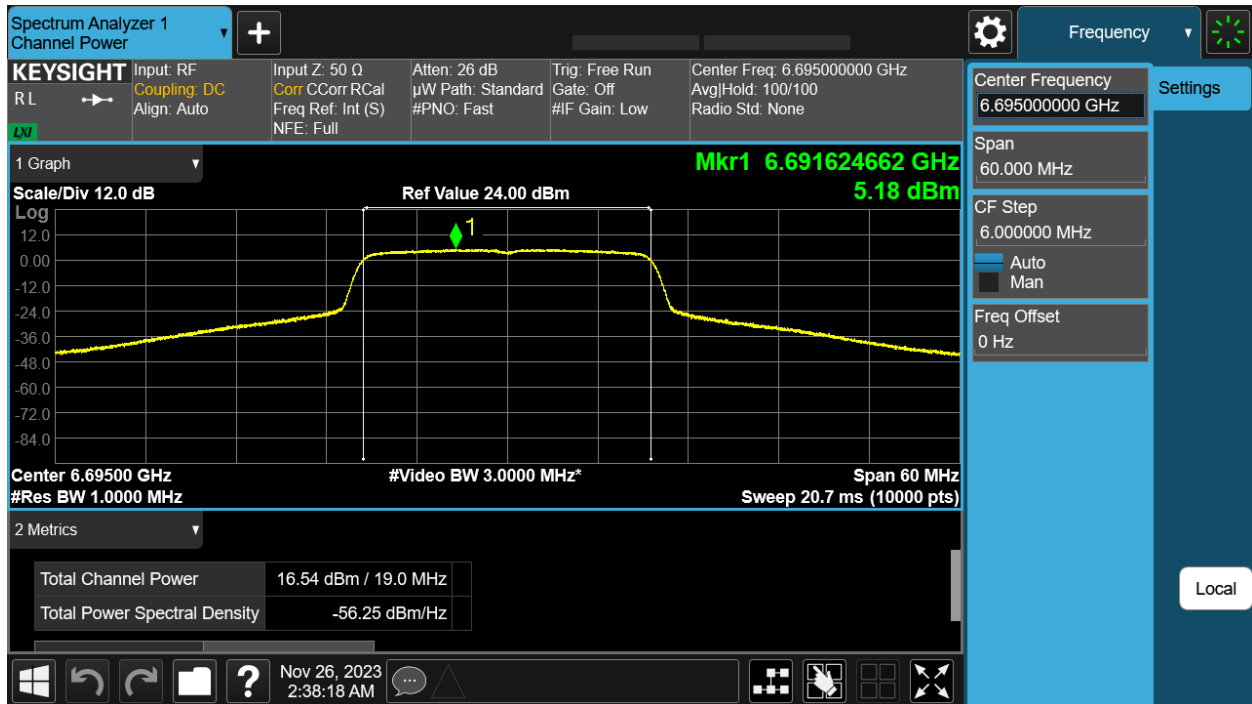 Spectrum Analyzer 1
Channel Power
+
Frequency
KEYSIGHT
RL
LXI
Input: RF
Coupling: DC
Align: Auto
Input Z: 50 Ω
Corr CCorr RCal
Freq Ref: Int (S)
NFE: Full
Atten: 26 dB
µW Path: Standard
#PNO: Fast
Trig: Free Run
Gate: Off
#IF Gain: Low
Center Freq: 6.695000000 GHz
Avg|Hold: 100/100
Radio Std: None
Center Frequency
6.695000000 GHz
Settings
Span
60.000 MHz
CF Step
6.000000 MHz
Auto
Man
Freq Offset
0 Hz
1 Graph
Mkr1 6.691624662 GHz
Scale/Div 12.0 dB
Ref Value 24.00 dBm
5.18 dBm
Log
1
12.0
0.00
-12.0
-24.0
-36.0
-48.0
-60.0
-72.0
-84.0
Center 6.69500 GHz
#Video BW 3.0000 MHz*
Span 60 MHz
#Res BW 1.0000 MHz
Sweep 20.7 ms (10000 pts)
2 Metrics
Total Channel Power 16.54 dBm / 19.0 MHz
Total Power Spectral Density -56.25 dBm/Hz
Local
?
Nov 26, 2023
2:38:18 AM